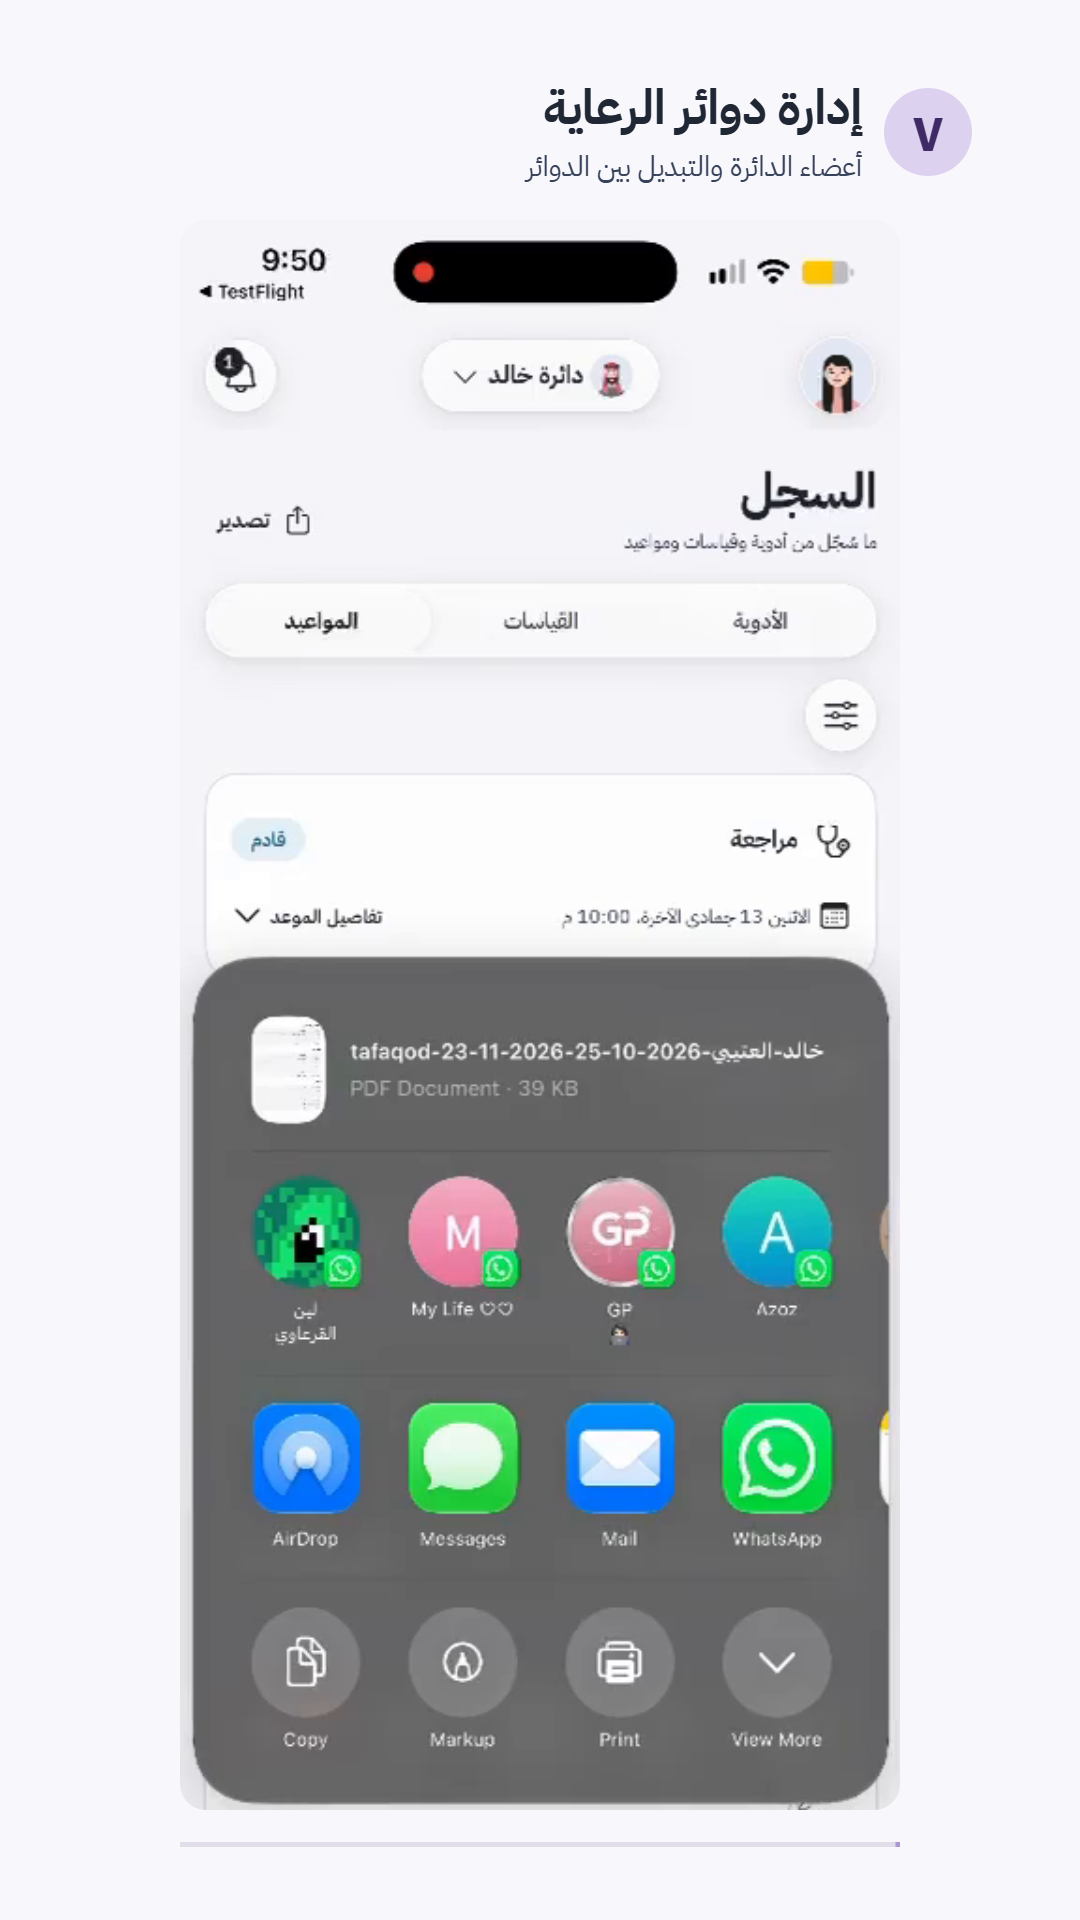 إدارة دوائر الرعاية
٧
أعضاء الدائرة والتبديل بين الدوائر
9:50
◀ TestFlight
1
دائرة خالد
السجل
تصدير
ما سُجّل من أدوية وقياسات ومواعيد
الأدوية
القياسات
المواعيد
مراجعة
قادم
الاثنين 13 جمادى الآخرة، 10:00 م
تفاصيل الموعد
tafaqod-23-11-2026-25-10-2026-خالد-العتيبي
PDF Document · 39 KB
M
GP
A
لين القرعاوي
My Life ♡♡
GP
Azoz
AirDrop
Messages
Mail
WhatsApp
Copy
Markup
Print
View More